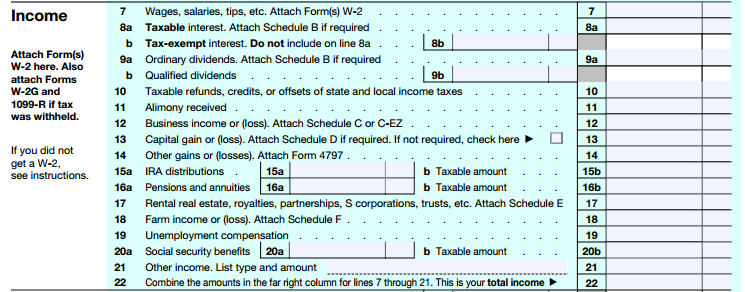 Income
Attach Form(s)
W-2 here. Also
attach Forms
W-2G and
1099-R if tax
was withheld.
If you did not
get a W-2,
see instructions.
7 Wages, salaries, tips, etc. Attach Form(s) W-2 . . . . . . . . . . . . 7
8a Taxable interest. Attach Schedule B if required . . . . . . . . . . . . 8a
b Tax-exempt interest. Do not include on line 8a . . . 8b
9a Ordinary dividends. Attach Schedule B if required . . . . . . . . . . . 9a
b Qualified dividends . . . . . . . . . . . 9b
10 Taxable refunds, credits, or offsets of state and local income taxes . . . . . . 10
11 Alimony received . . . . . . . . . . . . . . . . . . . . . 11
12 Business income or (loss). Attach Schedule C or C-EZ . . . . . . . . . . 12
13 Capital gain or (loss). Attach Schedule D if required. If not required, check here ▶ 13
14 Other gains or (losses). Attach Form 4797 . . . . . . . . . . . . . . 14
15a IRA distributions . 15a b Taxable amount . . . 15b
16a Pensions and annuities 16a b Taxable amount . . . 16b
17 Rental real estate, royalties, partnerships, S corporations, trusts, etc. Attach Schedule E 17
18 Farm income or (loss). Attach Schedule F . . . . . . . . . . . . . . 18
19 Unemployment compensation . . . . . . . . . . . . . . . . . 19
20a Social security benefits 20a b Taxable amount . . . 20b
21 Other income. List type and amount 21
22 Combine the amounts in the far right column for lines 7 through 21. This is your total income ▶ 22